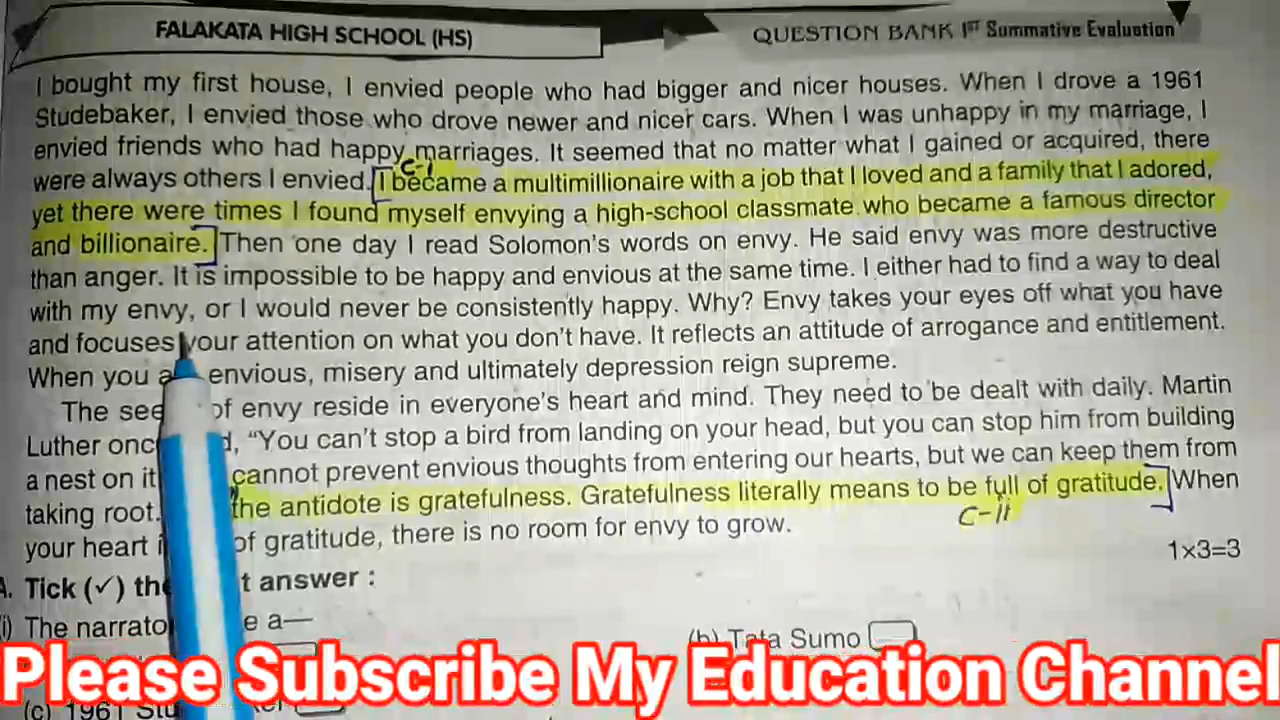 FALAKATA HIGH SCHOOL (HS)
QUESTION BANK 1ST Summative Evaluation
I bought my first house, I envied people who had bigger and nicer houses. When I drove a 1961
Studebaker, I envied those who drove newer and nicer cars. When I was unhappy in my marriage, I
envied friends who had happy marriages. It seemed that no matter what I gained or acquired, there
C-i
were always others I envied. I became a multimillionaire with a job that I loved and a family that I adored,
yet there were times I found myself envying a high-school classmate who became a famous director
and billionaire. Then one day I read Solomon's words on envy. He said envy was more destructive
than anger. It is impossible to be happy and envious at the same time. I either had to find a way to deal
with my envy, or I would never be consistently happy. Why? Envy takes your eyes off what you have
and focuses your attention on what you don't have. It reflects an attitude of arrogance and entitlement.
When you a envious, misery and ultimately depression reign supreme.
The see of envy reside in everyone's heart and mind. They need to be dealt with daily. Martin
Luther onc d, "You can't stop a bird from landing on your head, but you can stop him from building
a nest on it cannot prevent envious thoughts from entering our hearts, but we can keep them from
taking root. the antidote is gratefulness. Gratefulness literally means to be full of gratitude. When
C-ii
your heart i of gratitude, there is no room for envy to grow.
1×3=3
A. Tick (✓) th t answer :
(i) The narrato e a—
(b) Tata Sumo
(c) 1961 Stu ker
Please Subscribe My Education Channel